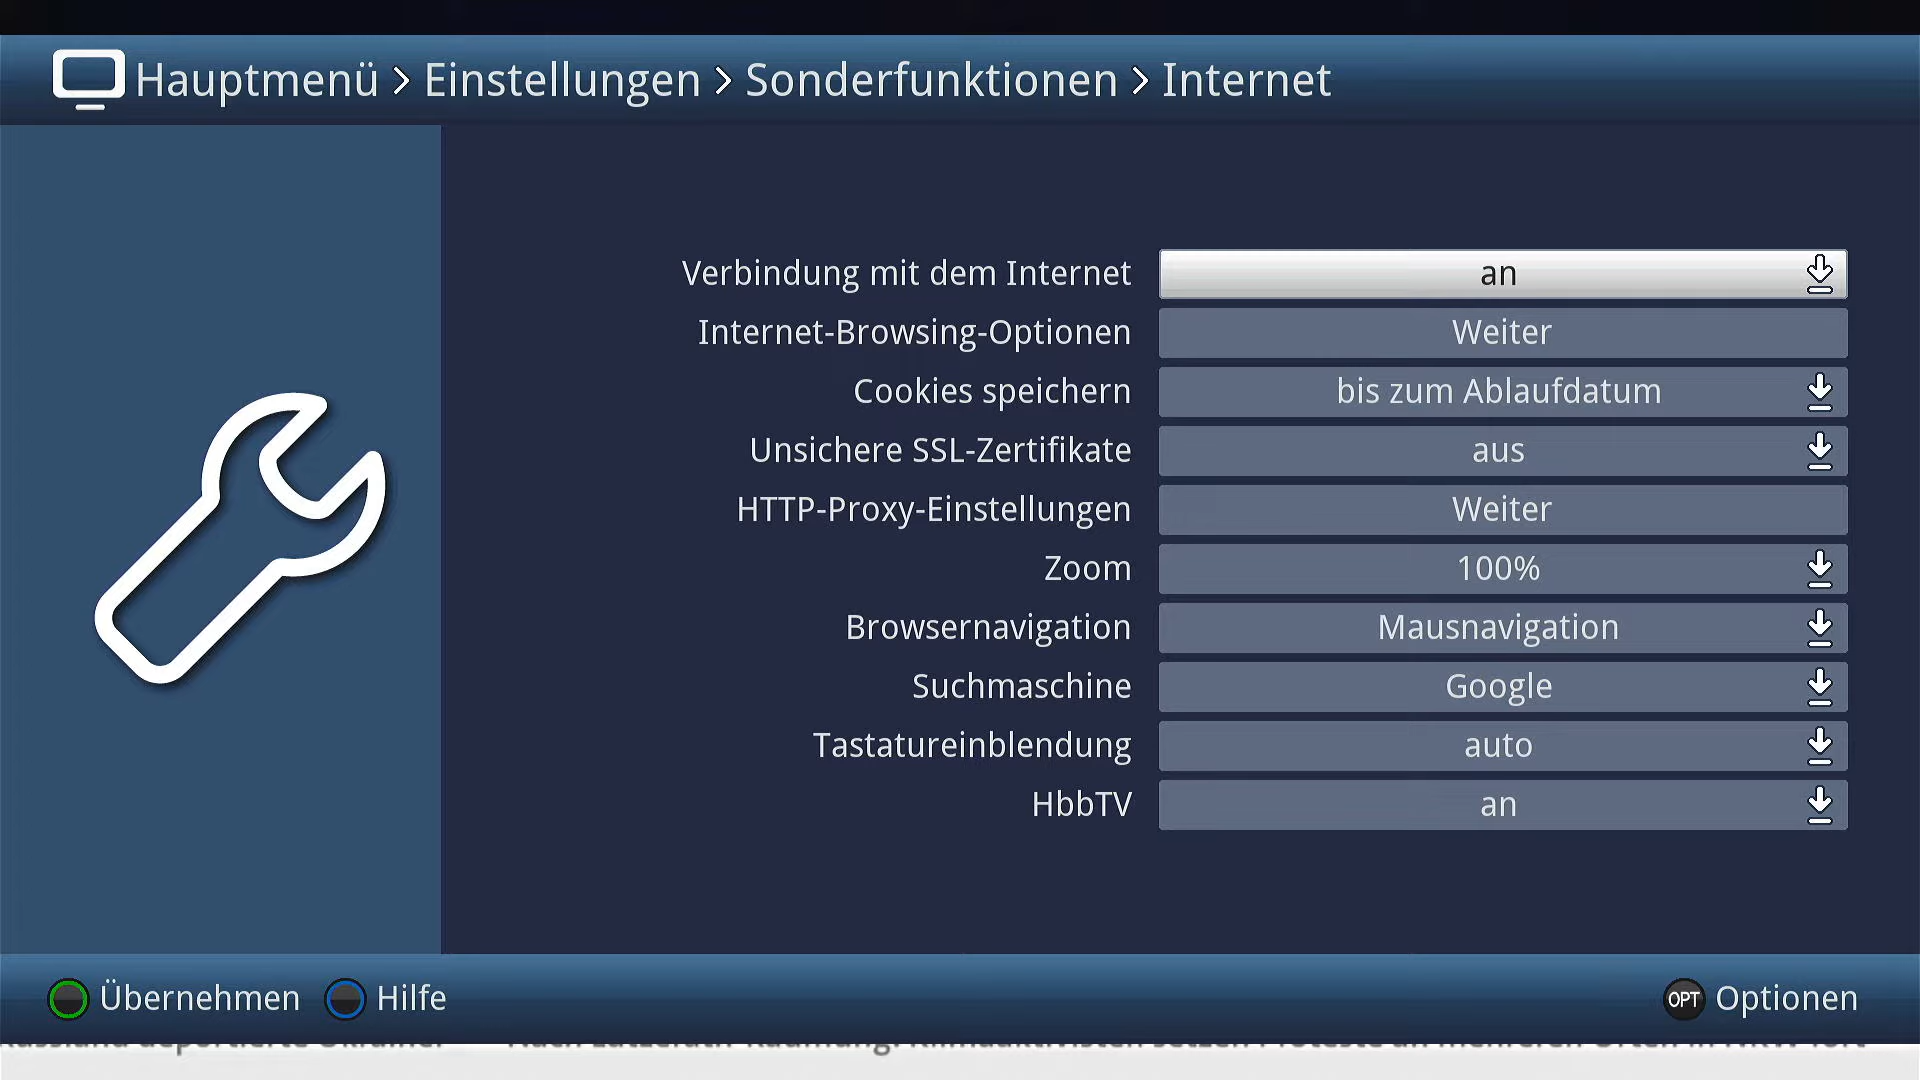 Hauptmenü > Einstellungen > Sonderfunktionen > Internet
Verbindung mit dem Internet an
Internet-Browsing-Optionen Weiter
Cookies speichern bis zum Ablaufdatum
Unsichere SSL-Zertifikate aus
HTTP-Proxy-Einstellungen Weiter
Zoom 100%
Browsernavigation Mausnavigation
Suchmaschine Google
Tastatureinblendung auto
HbbTV an
Übernehmen Hilfe OPT Optionen